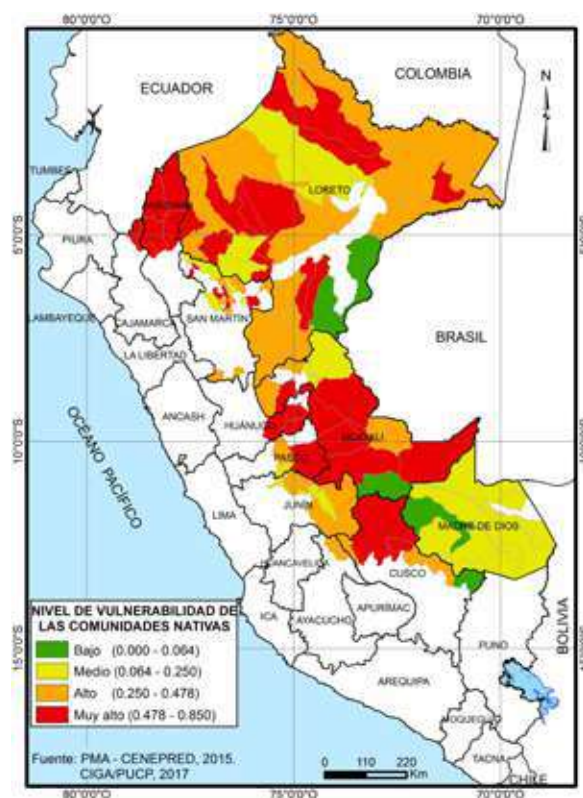 80°0'0"O 75°0'0"O 70°0'0"O
ECUADOR
COLOMBIA
N
TUMBES
LORETO
PIURA
5°0'0"S
LAMBAYEQUE
CAJAMARCA
SAN MARTÍN
LA LIBERTAD
BRASIL
ANCASH
HUÁNUCO
10°0'0"S
UCAYALI
PASCO
OCÉANO PACÍFICO
LIMA
JUNÍN
MADRE DE DIOS
HUANCAVELICA
CUSCO
ICA
AYACUCHO
APURÍMAC
PUNO
BOLIVIA
15°0'0"S
AREQUIPA
MOQUEGUA
TACNA
CHILE
NIVEL DE VULNERABILIDAD DE
LAS COMUNIDADES NATIVAS
Bajo (0.000 - 0.064)
Medio (0.064 - 0.250)
Alto (0.250 - 0.478)
Muy alto (0.478 - 0.850)
Fuente: PMA - CENEPRED, 2015.
CIGA/PUCP, 2017
0 110 220
Km
80°0'0"O 75°0'0"O 70°0'0"O